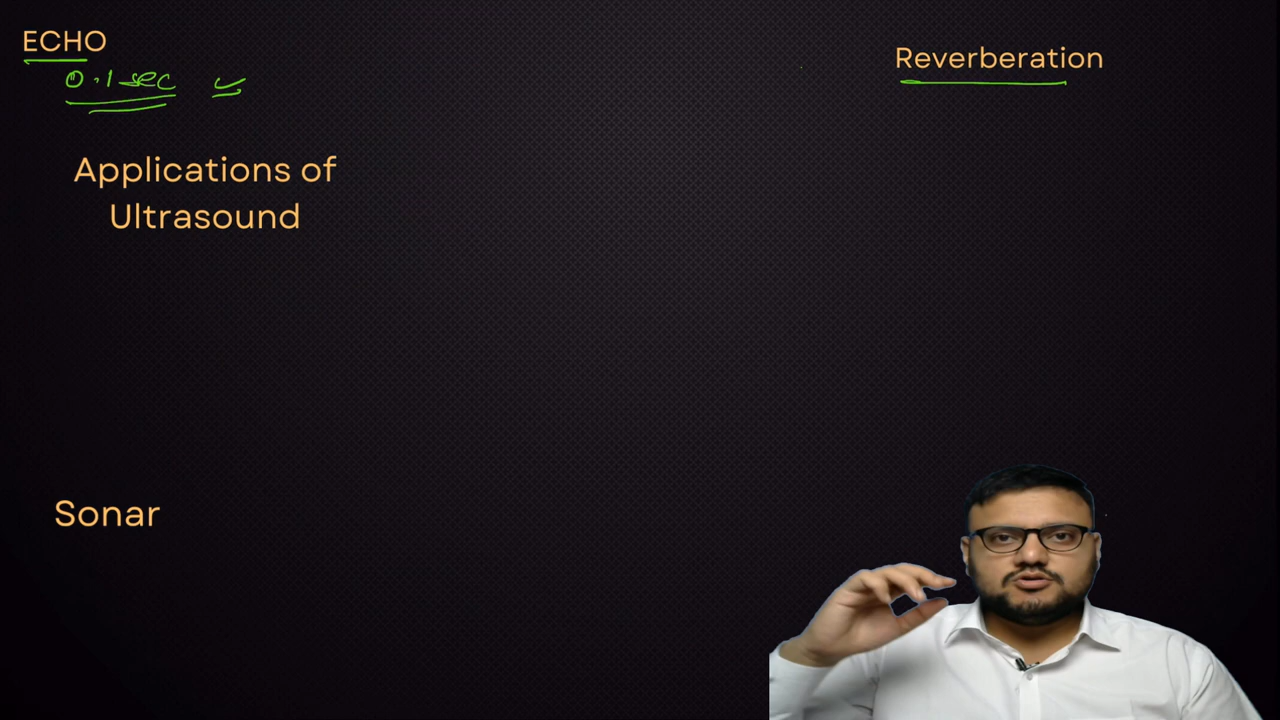 ECHO
0.1 sec
Reverberation
Applications of
Ultrasound
Sonar